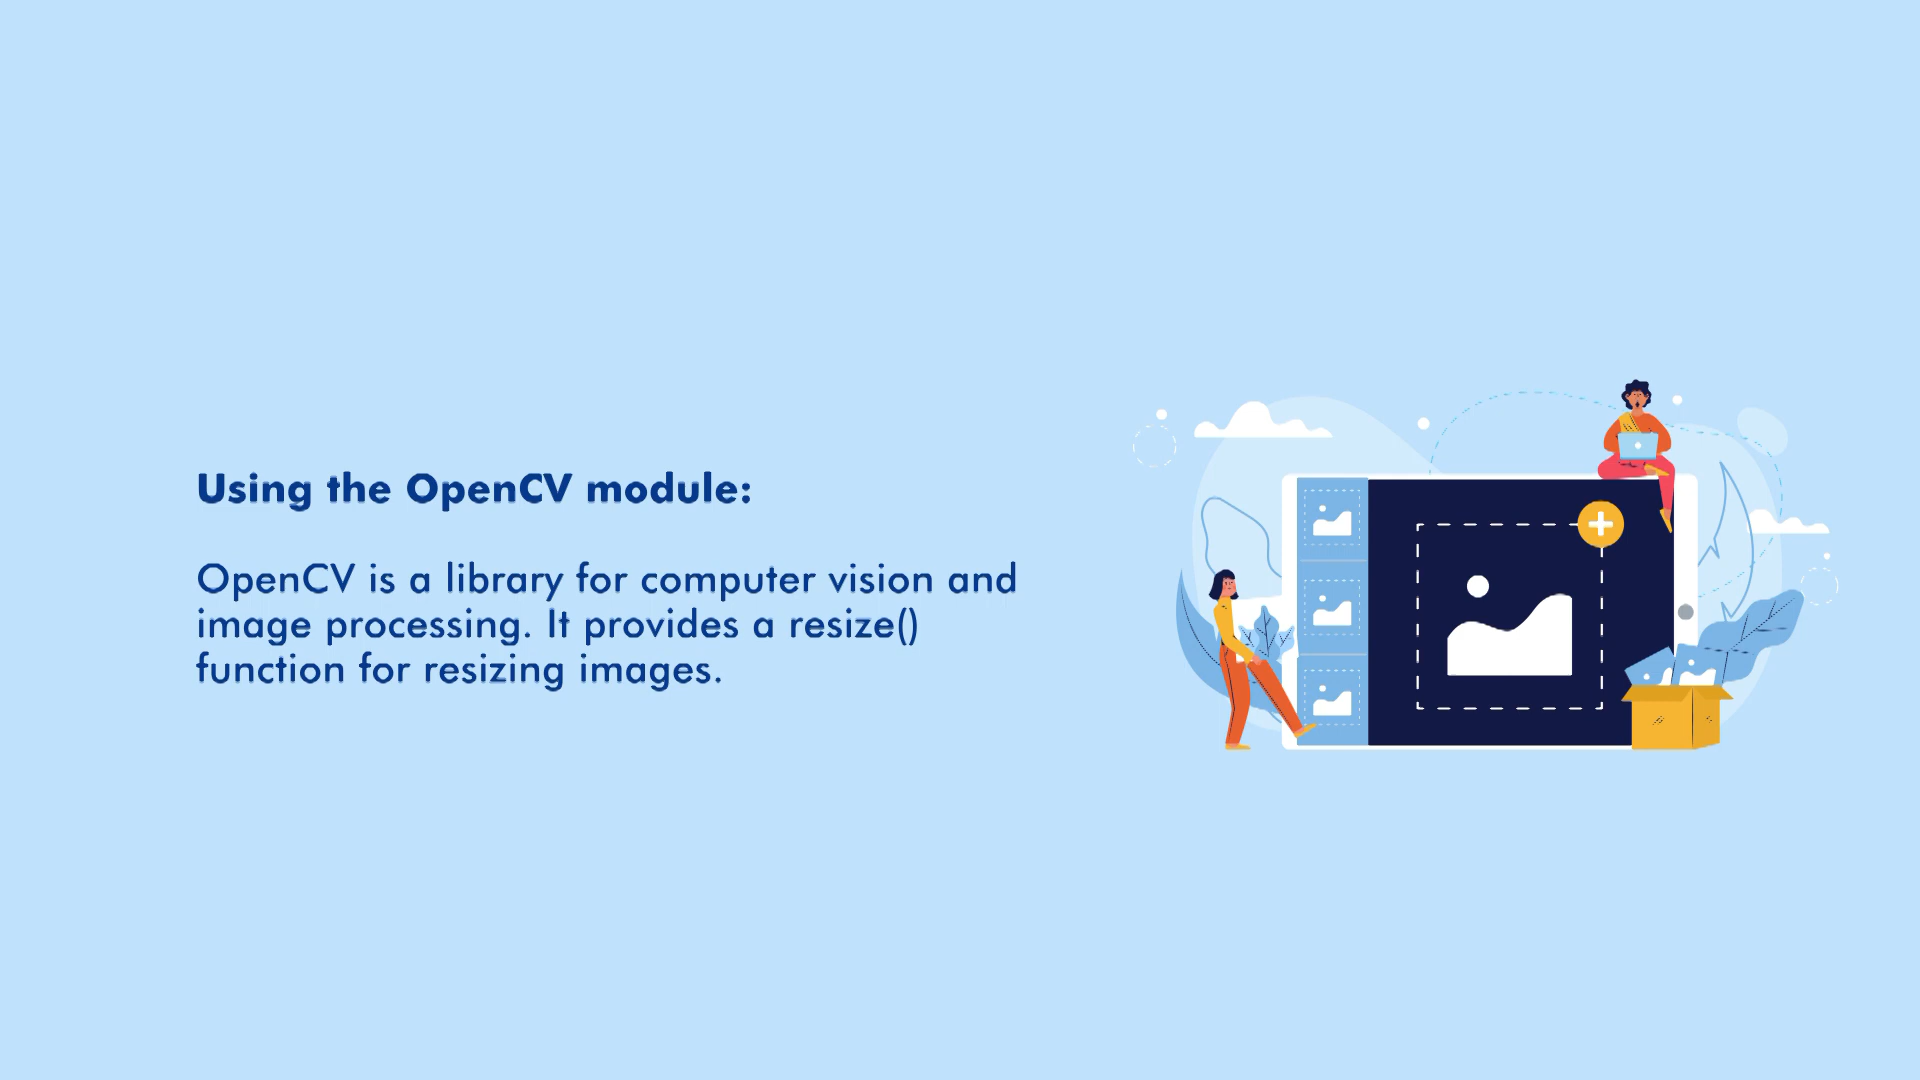 Using the OpenCV module:
OpenCV is a library for computer vision and
image processing. It provides a resize()
function for resizing images.